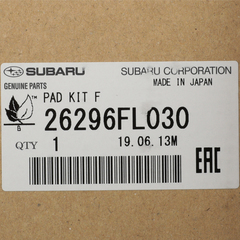 SUBARU
SUBARU CORPORATION
GENUINE PARTS
MADE IN JAPAN
PAD KIT F
26296FL030
B
QTY 1 19.06.13M
EAC